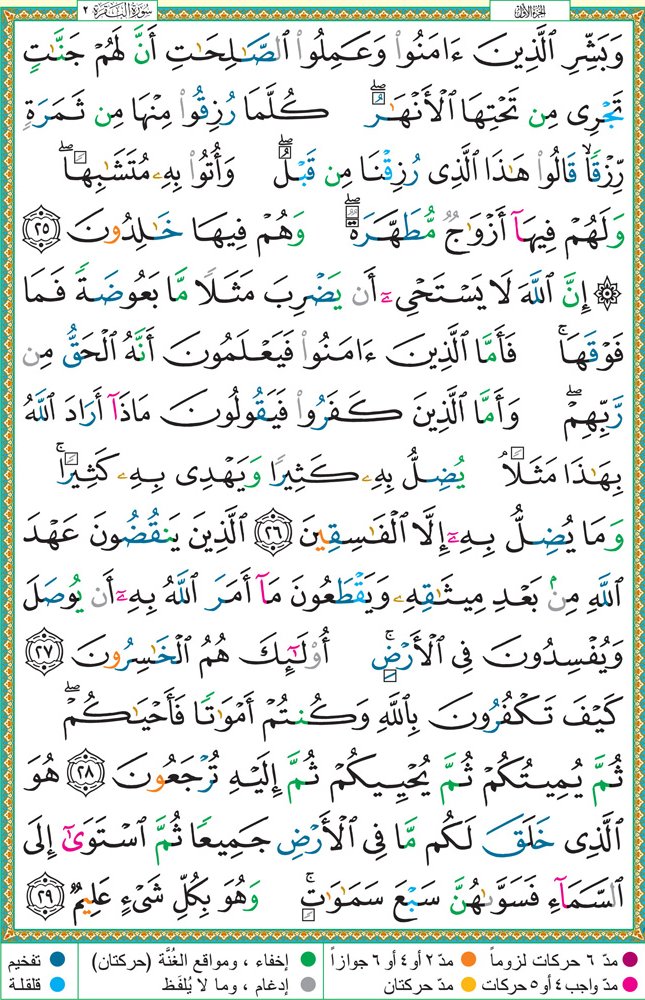 الجزء الأول
سورة البقرة ٢
وَبَشِّرِ ٱلَّذِينَ ءَامَنُوا۟ وَعَمِلُوا۟ ٱلصَّٰلِحَٰتِ أَنَّ لَهُمْ جَنَّٰتٍ
تَجْرِى مِن تَحْتِهَا ٱلْأَنْهَٰرُ ۖ كُلَّمَا رُزِقُوا۟ مِنْهَا مِن ثَمَرَةٍ
رِّزْقًا ۙ قَالُوا۟ هَٰذَا ٱلَّذِى رُزِقْنَا مِن قَبْلُ ۖ وَأُتُوا۟ بِهِۦ مُتَشَٰبِهًا ۖ
وَلَهُمْ فِيهَآ أَزْوَٰجٌ مُّطَهَّرَةٌ ۖ وَهُمْ فِيهَا خَٰلِدُونَ ٢٥
۞ إِنَّ ٱللَّهَ لَا يَسْتَحْىِۦٓ أَن يَضْرِبَ مَثَلًا مَّا بَعُوضَةً فَمَا
فَوْقَهَا ۚ فَأَمَّا ٱلَّذِينَ ءَامَنُوا۟ فَيَعْلَمُونَ أَنَّهُ ٱلْحَقُّ مِن
رَّبِّهِمْ ۖ وَأَمَّا ٱلَّذِينَ كَفَرُوا۟ فَيَقُولُونَ مَاذَآ أَرَادَ ٱللَّهُ
بِهَٰذَا مَثَلًا ۘ يُضِلُّ بِهِۦ كَثِيرًا وَيَهْدِى بِهِۦ كَثِيرًا ۚ
وَمَا يُضِلُّ بِهِۦٓ إِلَّا ٱلْفَٰسِقِينَ ٢٦ ٱلَّذِينَ يَنقُضُونَ عَهْدَ
ٱللَّهِ مِنۢ بَعْدِ مِيثَٰقِهِۦ وَيَقْطَعُونَ مَآ أَمَرَ ٱللَّهُ بِهِۦٓ أَن يُوصَلَ
وَيُفْسِدُونَ فِى ٱلْأَرْضِ ۚ أُو۟لَٰٓئِكَ هُمُ ٱلْخَٰسِرُونَ ٢٧
كَيْفَ تَكْفُرُونَ بِٱللَّهِ وَكُنتُمْ أَمْوَٰتًا فَأَحْيَٰكُمْ ۖ
ثُمَّ يُمِيتُكُمْ ثُمَّ يُحْيِيكُمْ ثُمَّ إِلَيْهِ تُرْجَعُونَ ٢٨ هُوَ
ٱلَّذِى خَلَقَ لَكُم مَّا فِى ٱلْأَرْضِ جَمِيعًا ثُمَّ ٱسْتَوَىٰٓ إِلَى
ٱلسَّمَآءِ فَسَوَّىٰهُنَّ سَبْعَ سَمَٰوَٰتٍ ۚ وَهُوَ بِكُلِّ شَىْءٍ عَلِيمٌ ٢٩
مدّ ٦ حركات لزوماً مدّ ٢ أو ٤ أو ٦ جوازاً إخفاء ، ومواقع الغُنَّة (حركتان) تفخيم
مدّ واجب ٤ أو ٥ حركات مدّ حركتان إدغام ، وما لا يُلفَظ قلقلة